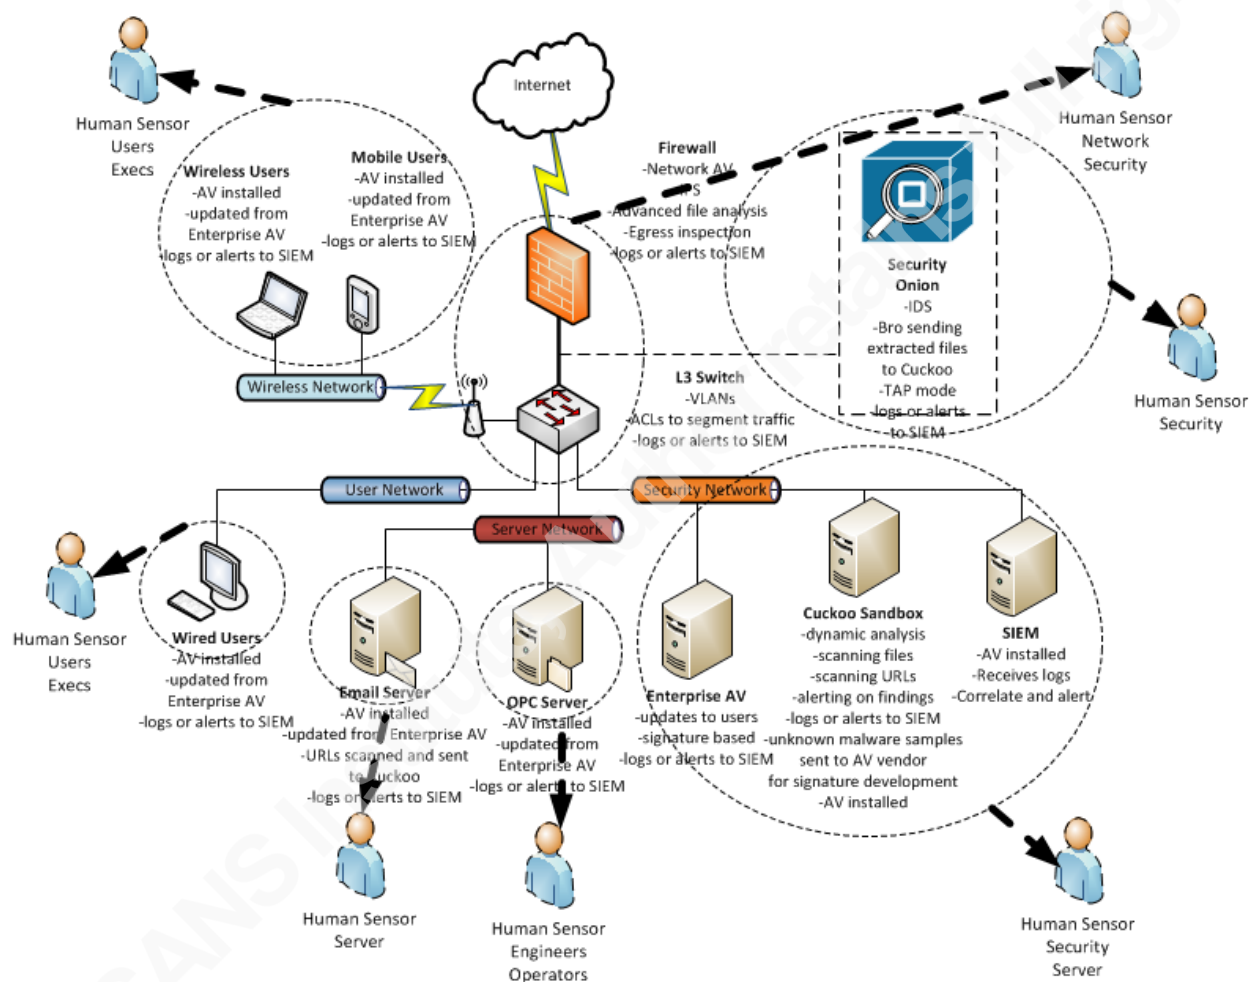 Internet
Human Sensor
Users
Execs
Wireless Users
-AV installed
-updated from
Enterprise AV
-logs or alerts to SIEM
Mobile Users
-AV installed
-updated from
Enterprise AV
-logs or alerts to SIEM
Firewall
-Network AV
-IPS
-Advanced file analysis
-Egress inspection
-logs or alerts to SIEM
Human Sensor
Network
Security
Security
Onion
-IDS
-Bro sending
extracted files
to Cuckoo
-TAP mode
-logs or alerts
to SIEM
Human Sensor
Security
L3 Switch
-VLANs
-ACLs to segment traffic
-logs or alerts to SIEM
Wireless Network
User Network
Security Network
Server Network
Human Sensor
Users
Execs
Wired Users
-AV installed
-updated from
Enterprise AV
-logs or alerts to SIEM
Email Server
-AV installed
-updated from Enterprise AV
-URLs scanned and sent
to Cuckoo
-logs or alerts to SIEM
OPC Server
-AV installed
-updated from
Enterprise AV
-logs or alerts to SIEM
Enterprise AV
-updates to users
-signature based
-logs or alerts to SIEM
Cuckoo Sandbox
-dynamic analysis
-scanning files
-scanning URLs
-alerting on findings
-logs or alerts to SIEM
-unknown malware samples
sent to AV vendor
for signature development
-AV installed
SIEM
-AV installed
-Receives logs
-Correlate and alert
Human Sensor
Server
Human Sensor
Engineers
Operators
Human Sensor
Security
Server
SANS In
Author retains full rig